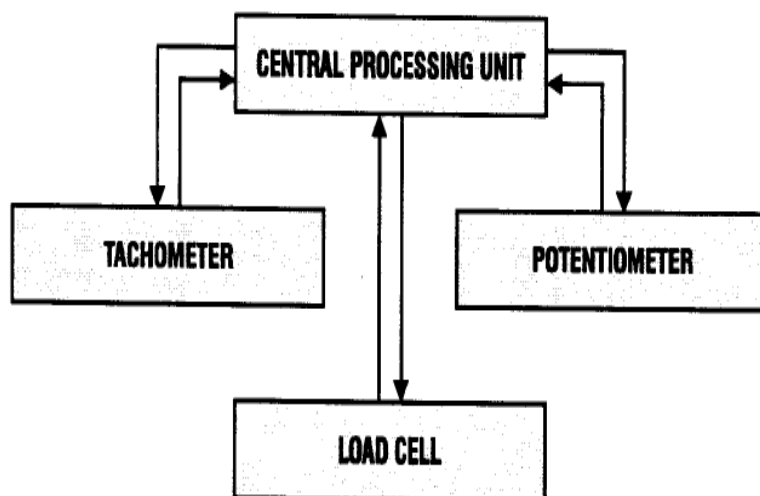 CENTRAL PROCESSING UNIT
TACHOMETER
POTENTIOMETER
LOAD CELL